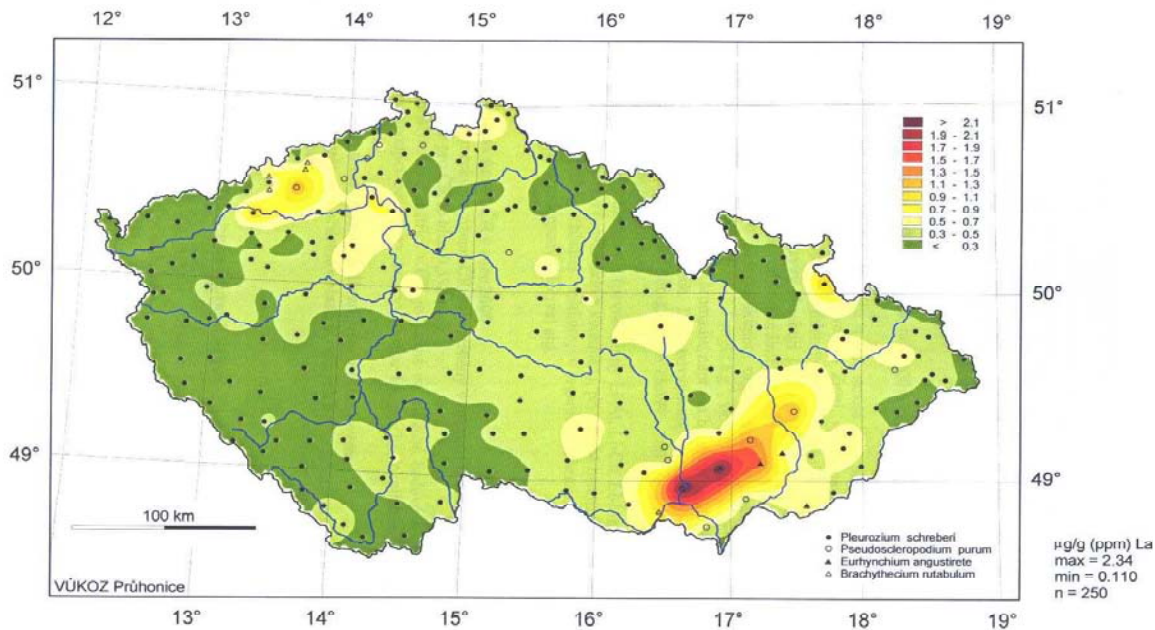 12° 13° 14° 15° 16° 17° 18° 19°
51°
51°
> 2.1
1.9 - 2.1
1.7 - 1.9
1.5 - 1.7
1.3 - 1.5
1.1 - 1.3
0.9 - 1.1
0.7 - 0.9
0.5 - 0.7
0.3 - 0.5
< 0.3
50°
50°
49°
49°
100 km
Pleurozium schreberi
Pseudoscleropodium purum
Eurhynchium angustirete
Brachythecium rutabulum
VÚKOZ Průhonice
µg/g (ppm) La
max = 2.34
min = 0.110
n = 250
13° 14° 15° 16° 17° 18° 19°